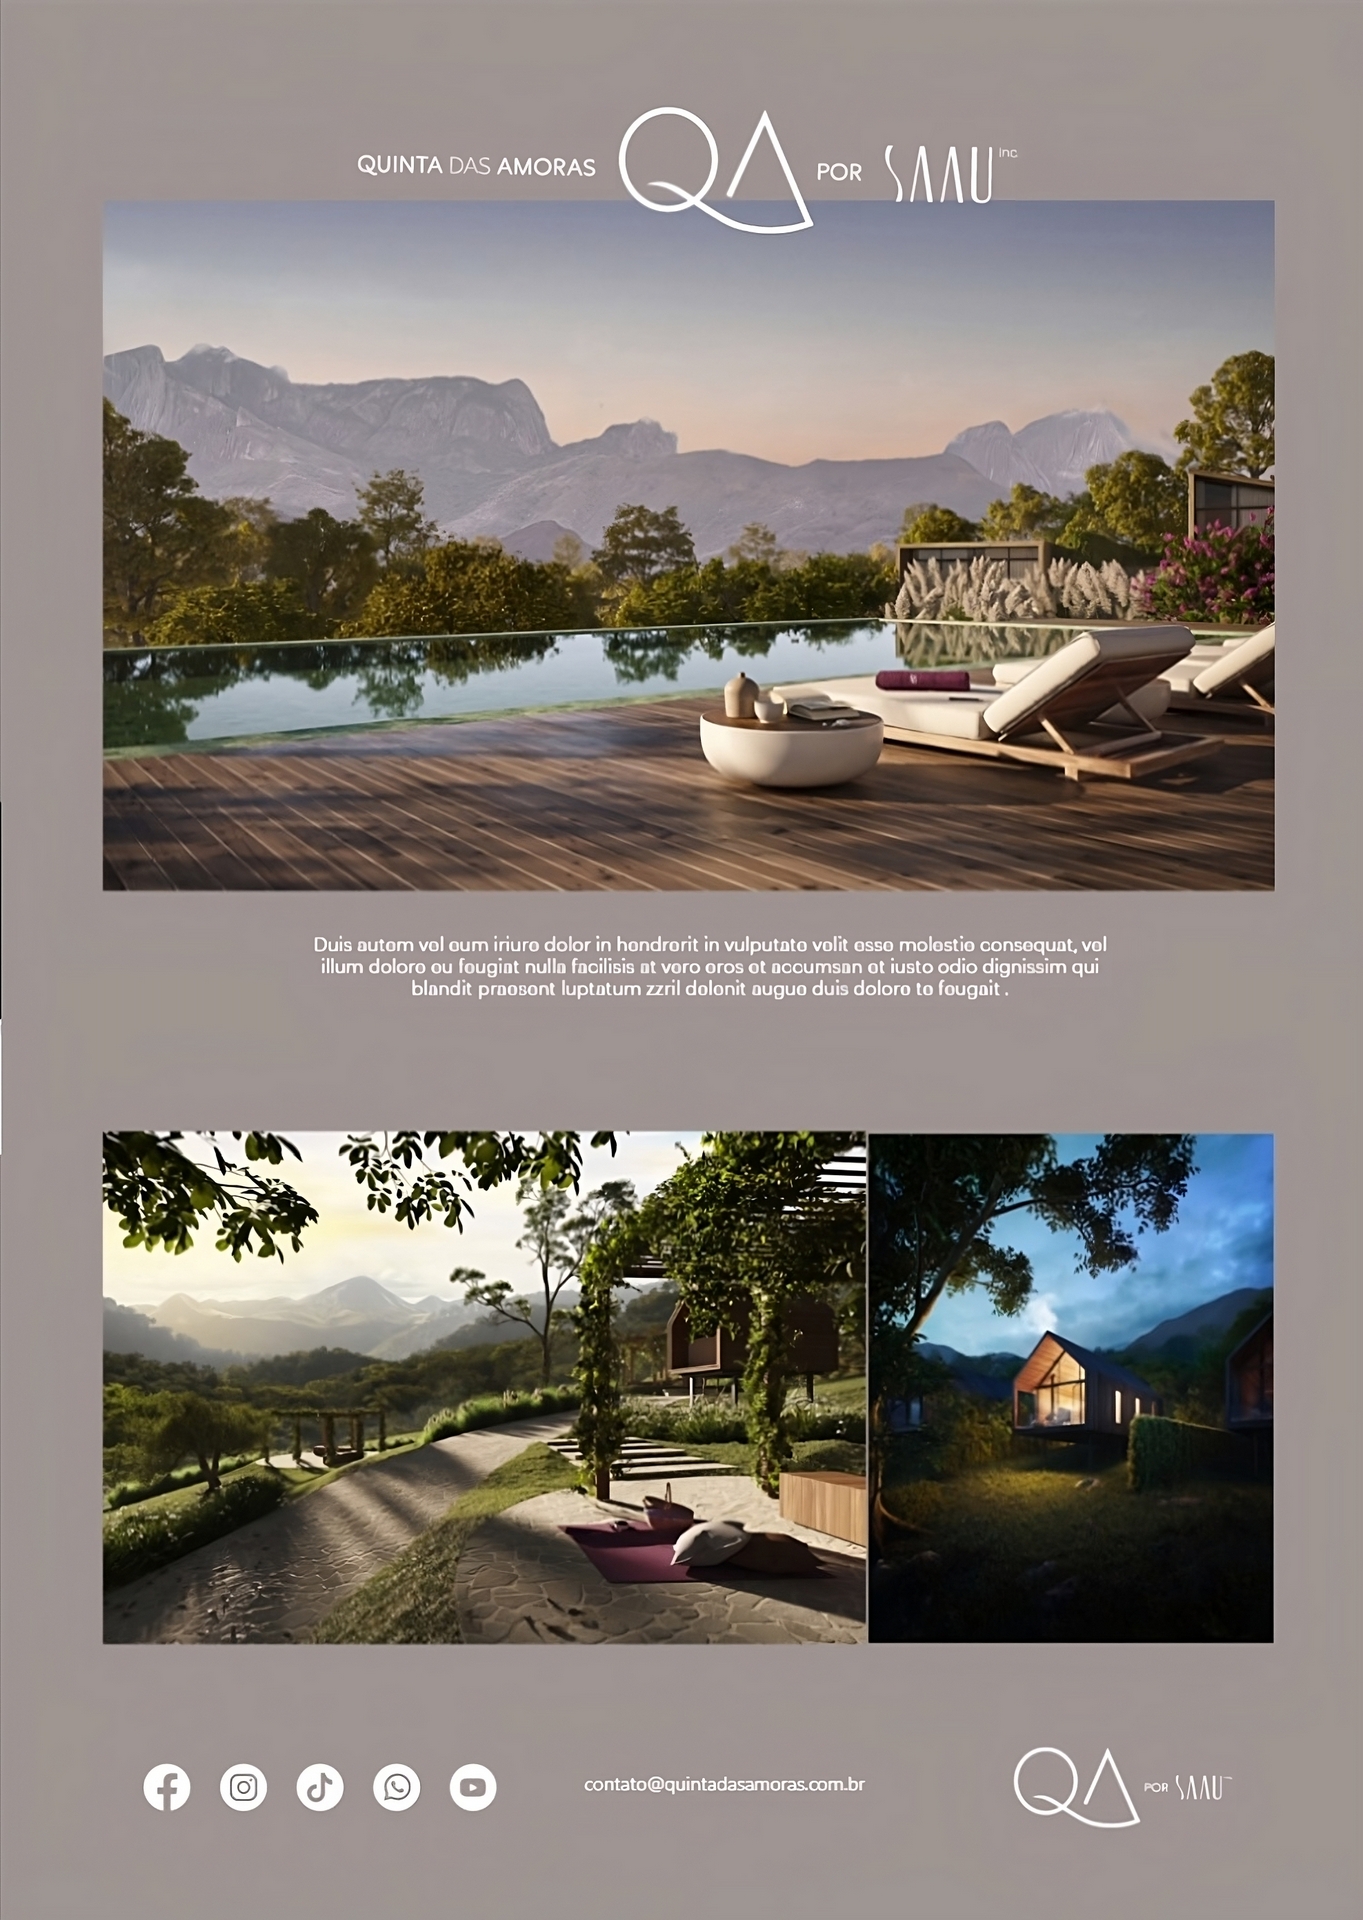 QUINTA DAS AMORAS QA POR SAAU Inc
Duis autem vel eum iriure dolor in hendrerit in vulputate velit esse molestie consequat, vel
illum dolore eu feugiat nulla facilisis at vero eros et accumsan et iusto odio dignissim qui
blandit praesent luptatum zzril delenit augue duis dolore te feugait .
contato@quintadasamoras.com.br
QA POR SAAU